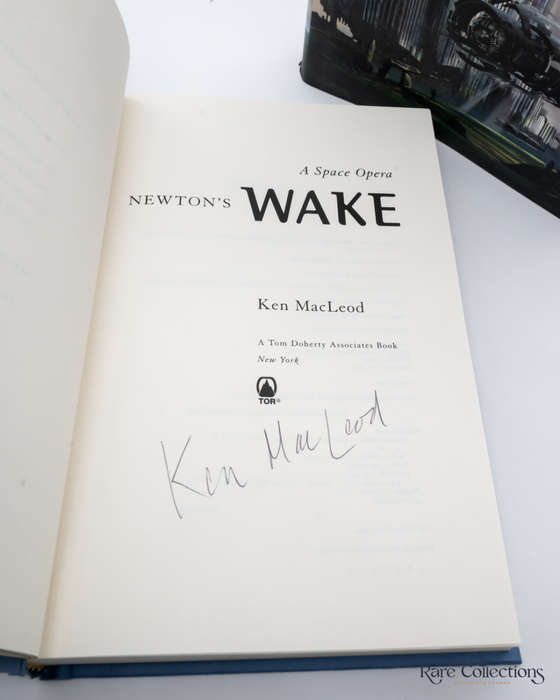 A Space Opera
NEWTON'S WAKE
Ken MacLeod
A Tom Doherty Associates Book
New York
TOR®
Ken MacLeod
Rare Collections